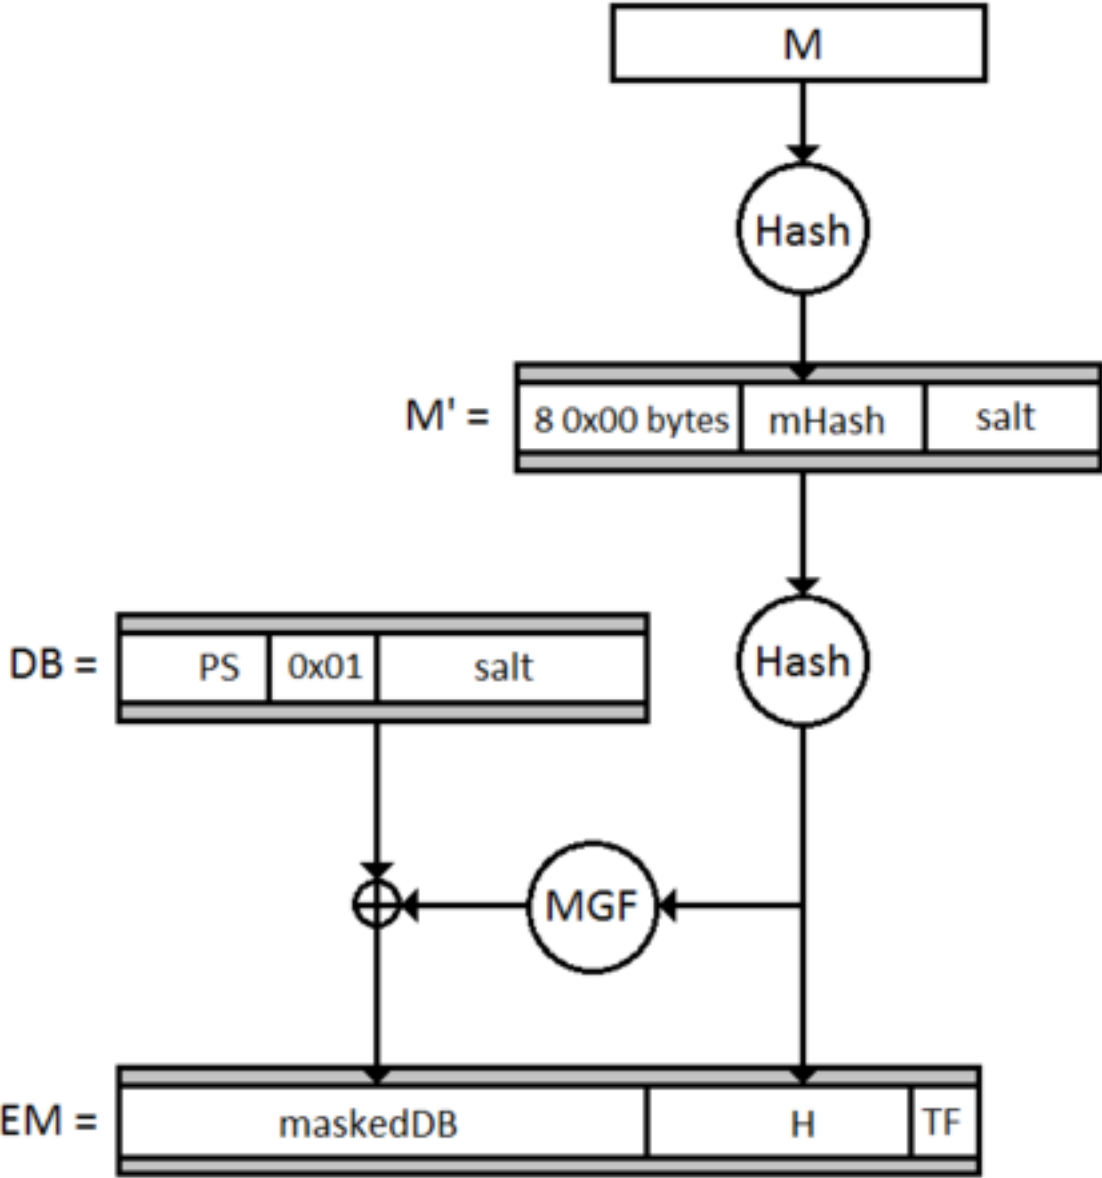 M
Hash
M' = 8 0x00 bytes mHash salt
DB = PS 0x01 salt
Hash
MGF
EM = maskedDB H TF